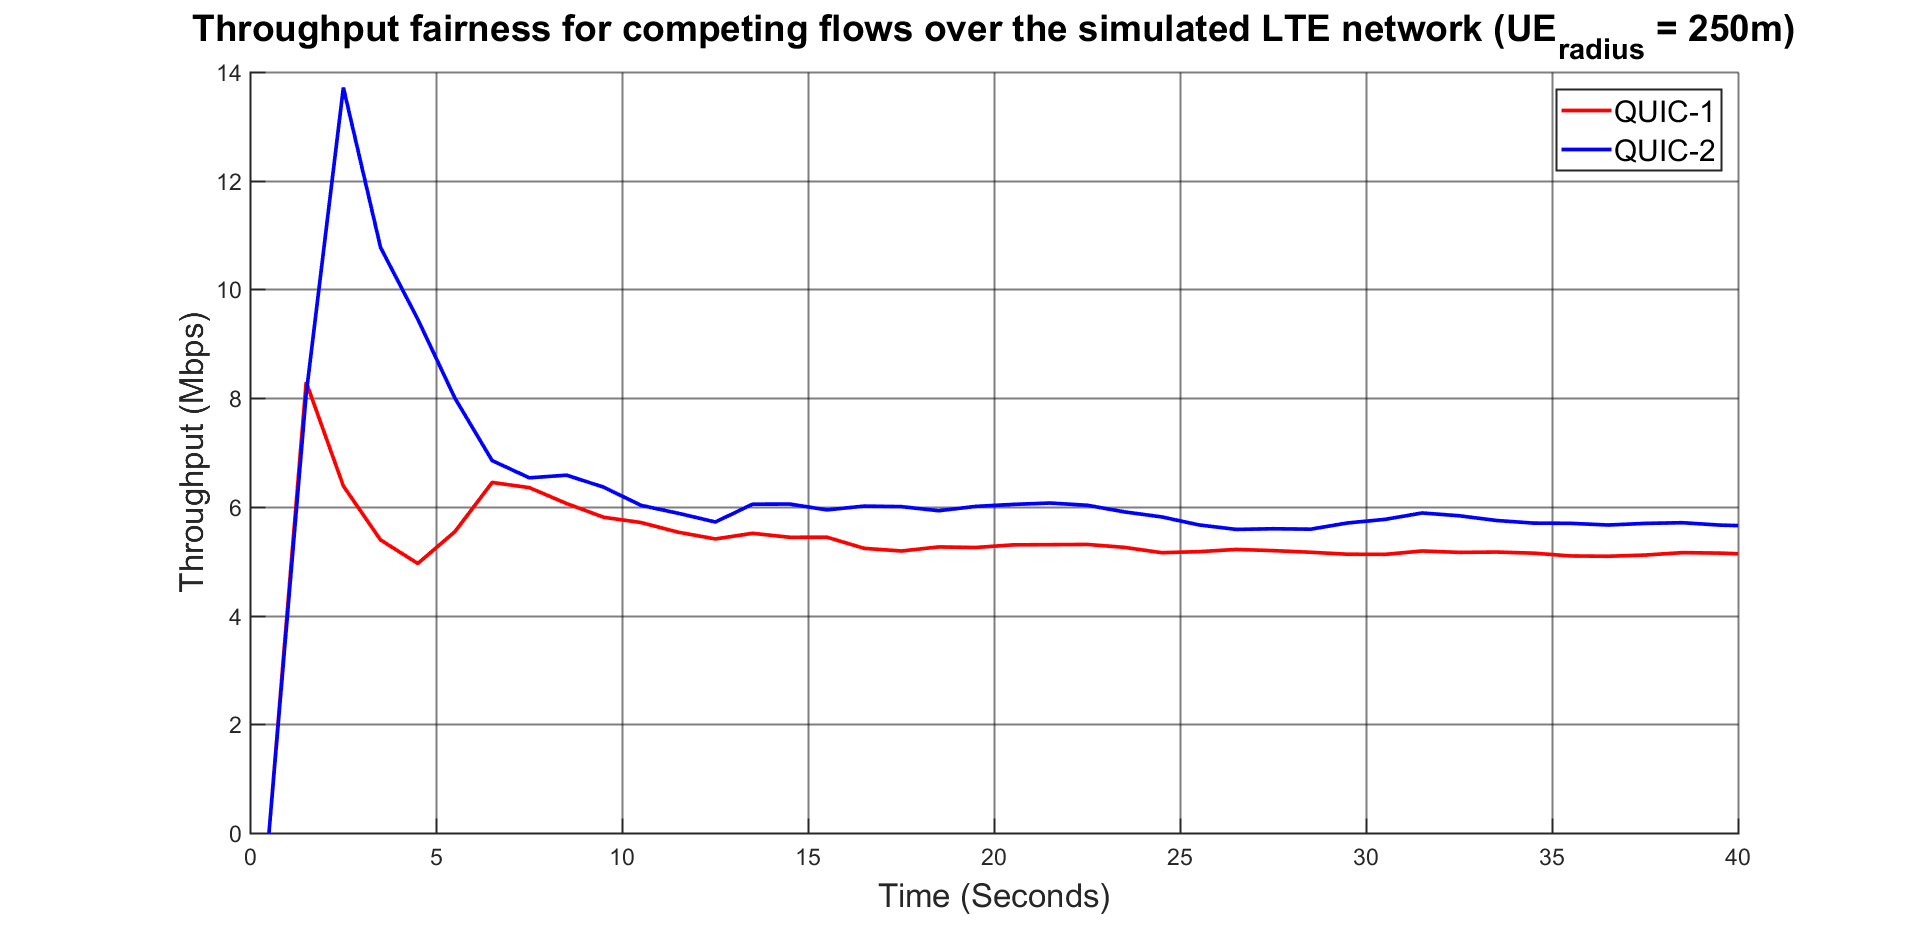 Throughput fairness for competing flows over the simulated LTE network (UEradius = 250m)
14
12
10
8
6
4
2
0
Throughput (Mbps)
QUIC-1
QUIC-2
0 5 10 15 20 25 30 35 40
Time (Seconds)